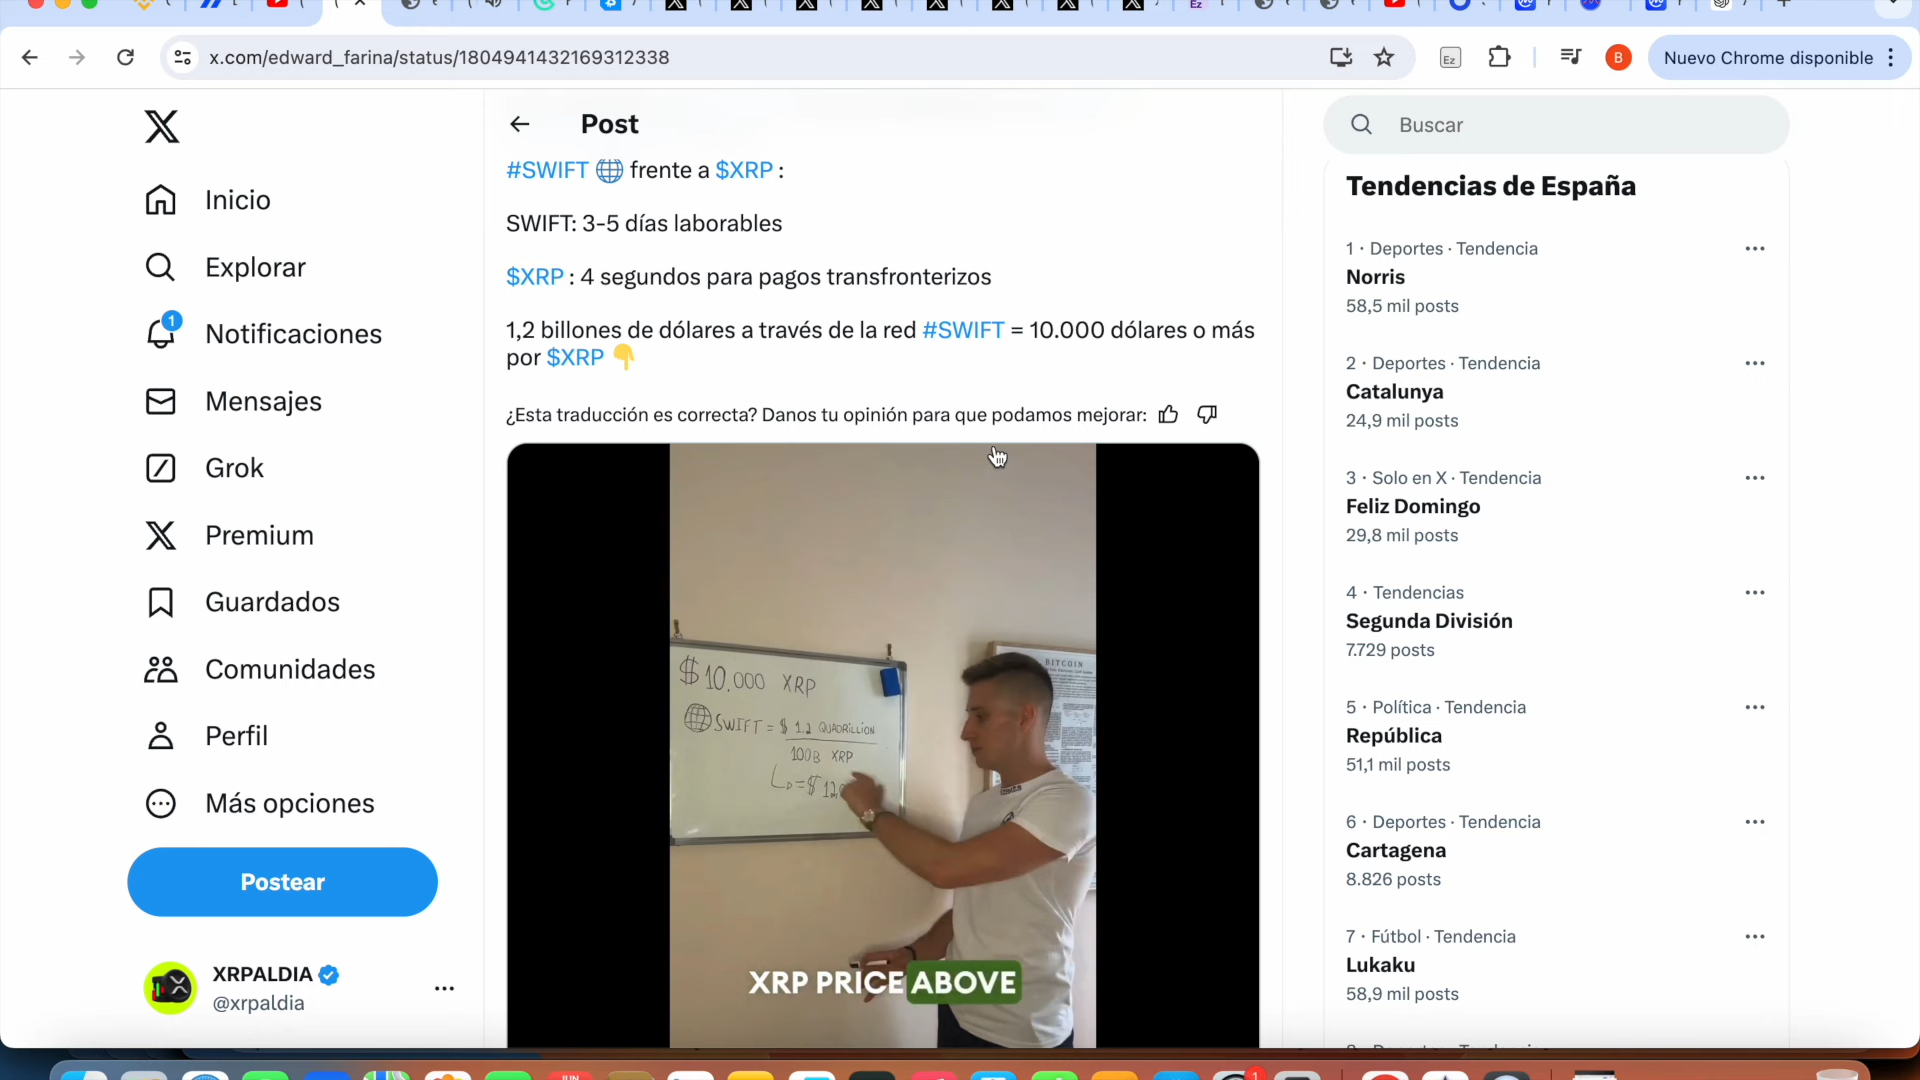 x.com/edward_farina/status/1804941432169312338
Ez
B
Nuevo Chrome disponible
Post
Buscar
#SWIFT frente a $XRP :
SWIFT: 3-5 días laborables
$XRP : 4 segundos para pagos transfronterizos
1,2 billones de dólares a través de la red #SWIFT = 10.000 dólares o más
por $XRP
¿Esta traducción es correcta? Danos tu opinión para que podamos mejorar:
Inicio
Explorar
1
Notificaciones
Mensajes
Grok
Premium
Guardados
Comunidades
Perfil
Más opciones
Postear
XRPALDIA
@xrpaldia
$10,000 XRP
SWIFT = $ 1.2 QUADRILLION
100B XRP
BITCOIN
XRP PRICE ABOVE
Tendencias de España
1 · Deportes · Tendencia
Norris
58,5 mil posts
2 · Deportes · Tendencia
Catalunya
24,9 mil posts
3 · Solo en X · Tendencia
Feliz Domingo
29,8 mil posts
4 · Tendencias
Segunda División
7.729 posts
5 · Política · Tendencia
República
51,1 mil posts
6 · Deportes · Tendencia
Cartagena
8.826 posts
7 · Fútbol · Tendencia
Lukaku
58,9 mil posts